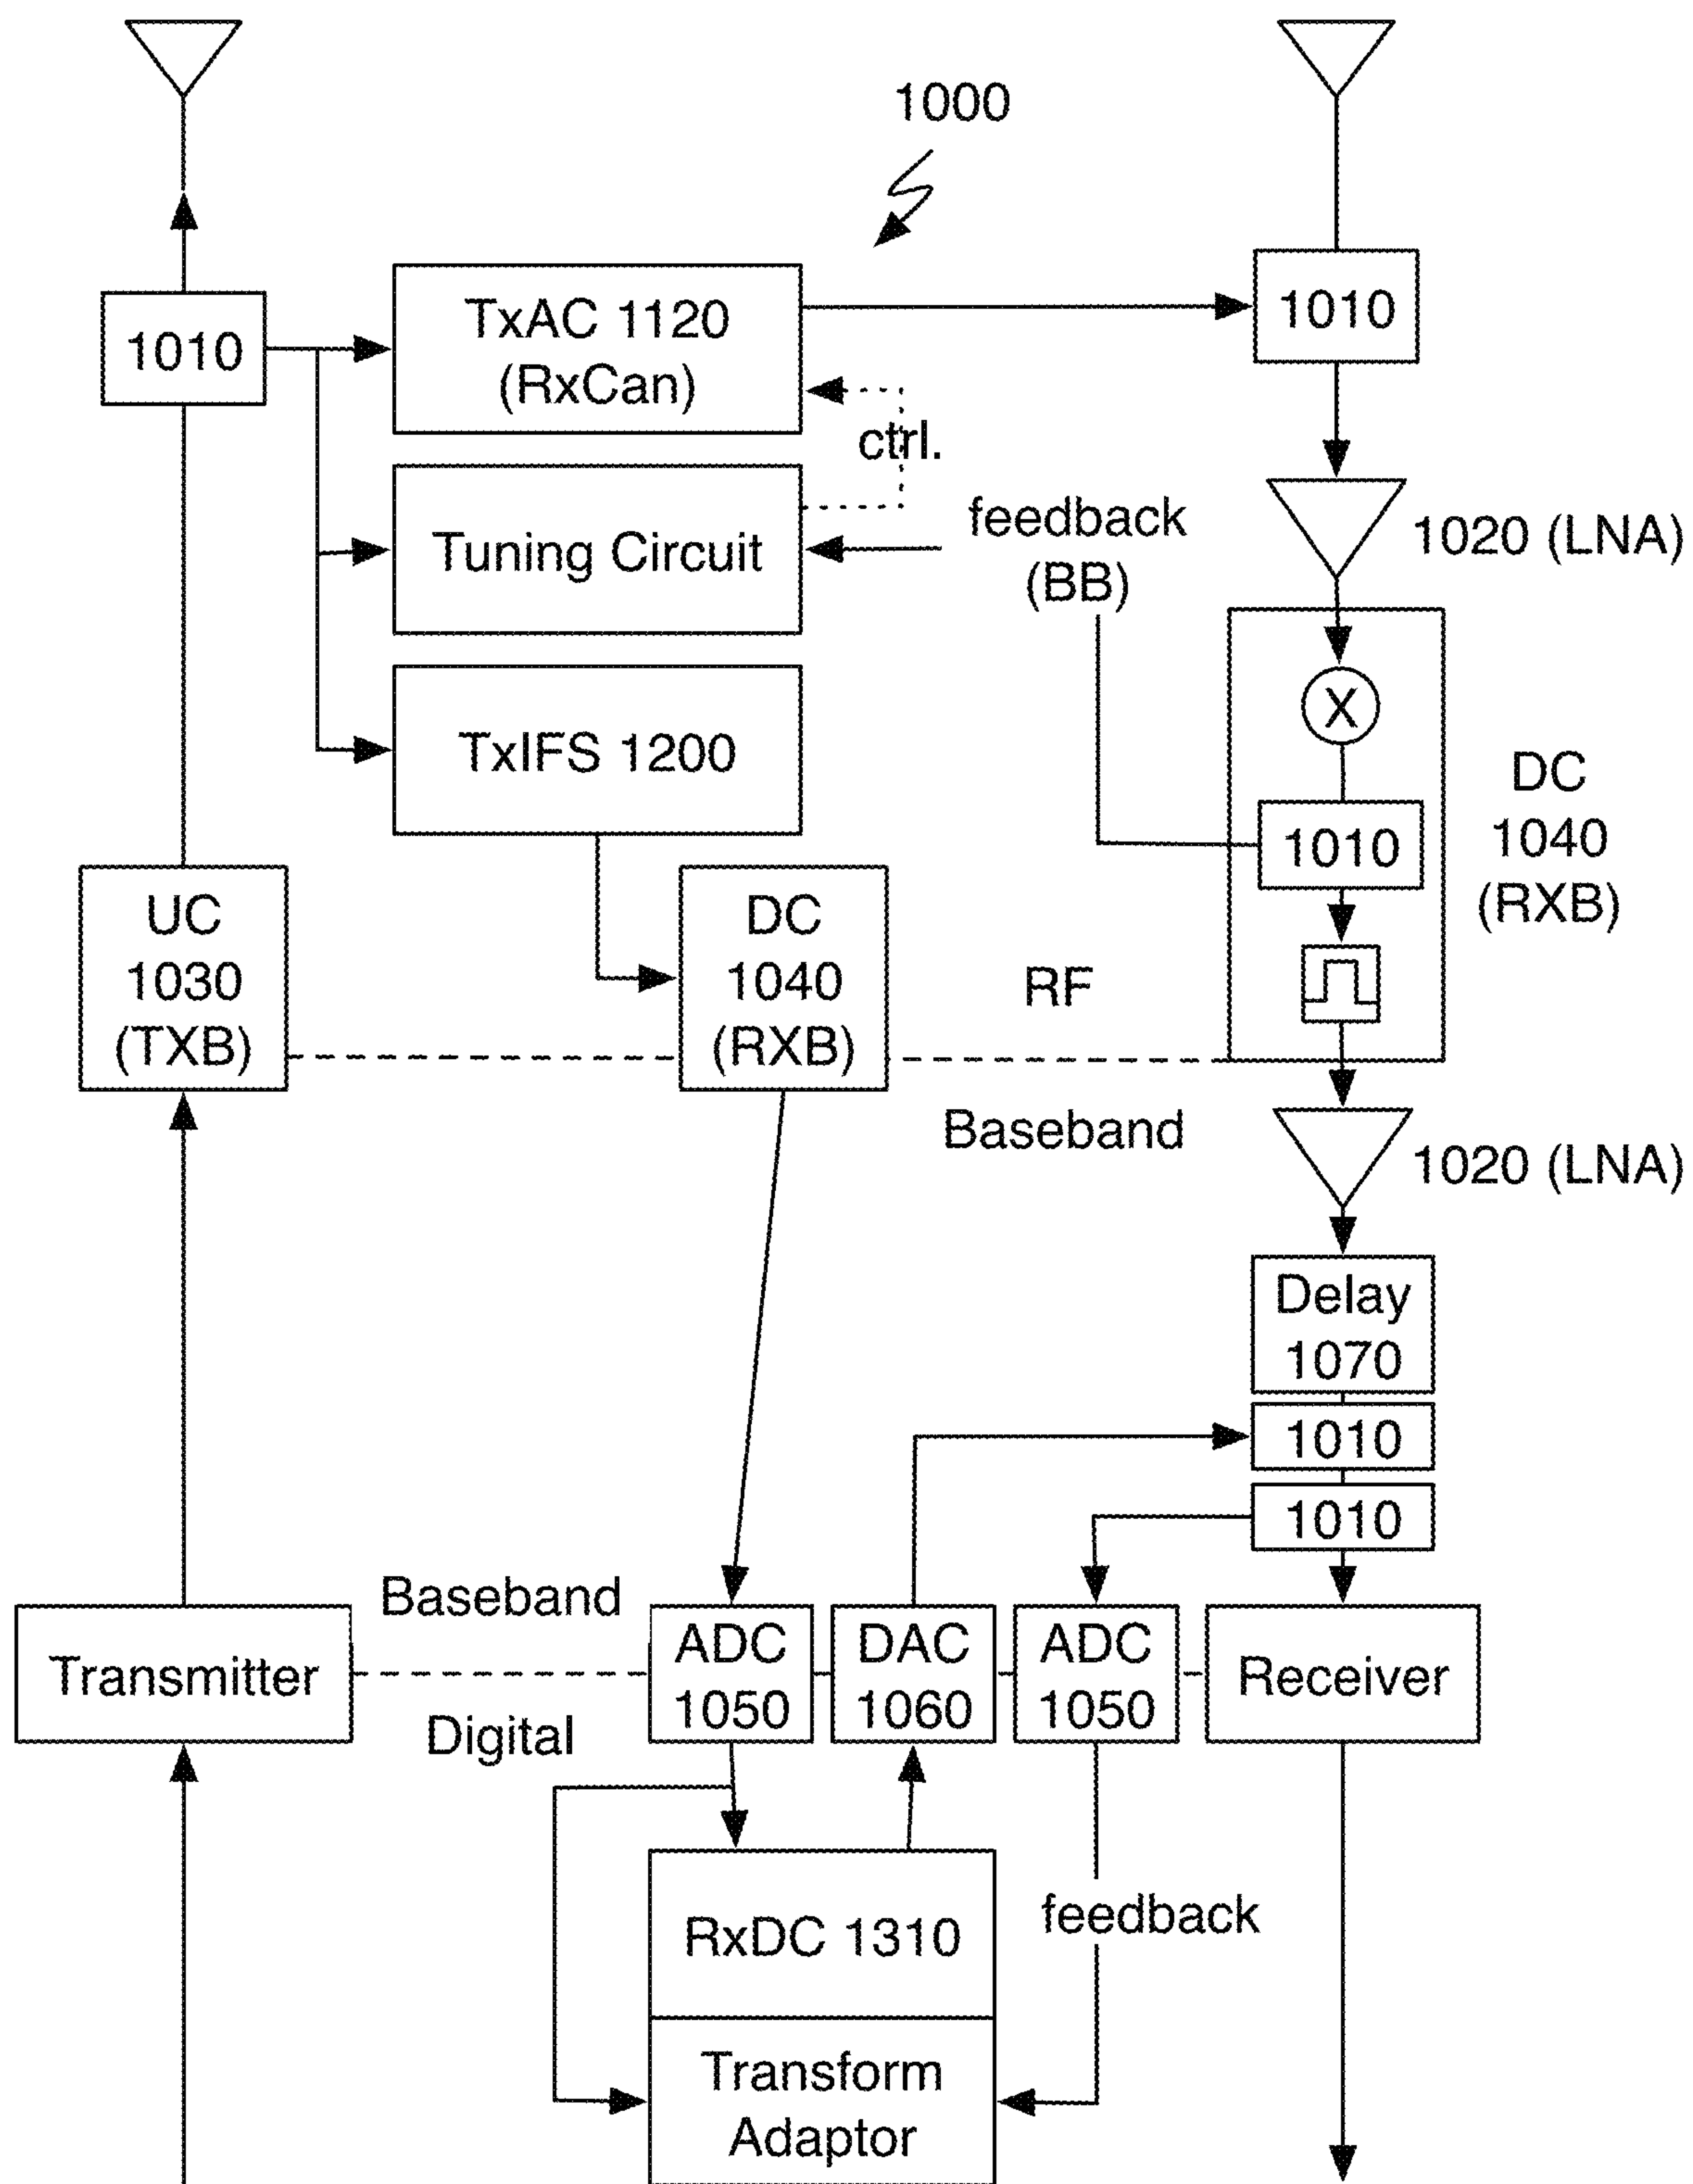 1000
1010
TxAC 1120
(RxCan)
1010
ctrl.
Tuning Circuit
feedback
(BB)
1020 (LNA)
X
TxIFS 1200
1010
DC
1040
(RXB)
UC
1030
(TXB)
DC
1040
(RXB)
RF
Baseband
1020 (LNA)
Delay
1070
1010
1010
Baseband
Transmitter
ADC
1050
DAC
1060
ADC
1050
Receiver
Digital
RxDC 1310
feedback
Transform
Adaptor